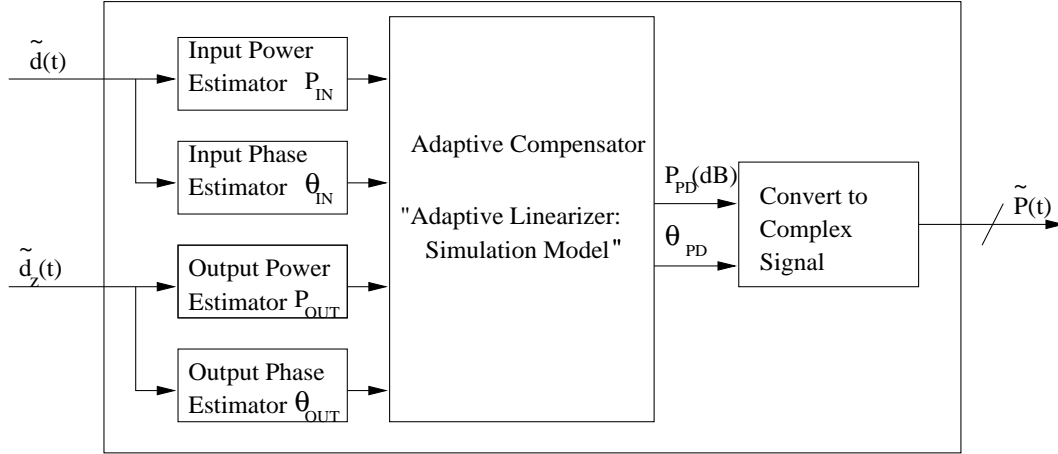 d̃(t)
Input Power
Estimator P_IN
Input Phase
Estimator θ_IN
d̃_z(t)
Output Power
Estimator P_OUT
Output Phase
Estimator θ_OUT
Adaptive Compensator
"Adaptive Linearizer:
Simulation Model"
P_PD(dB)
θ_PD
Convert to
Complex
Signal
P̃(t)